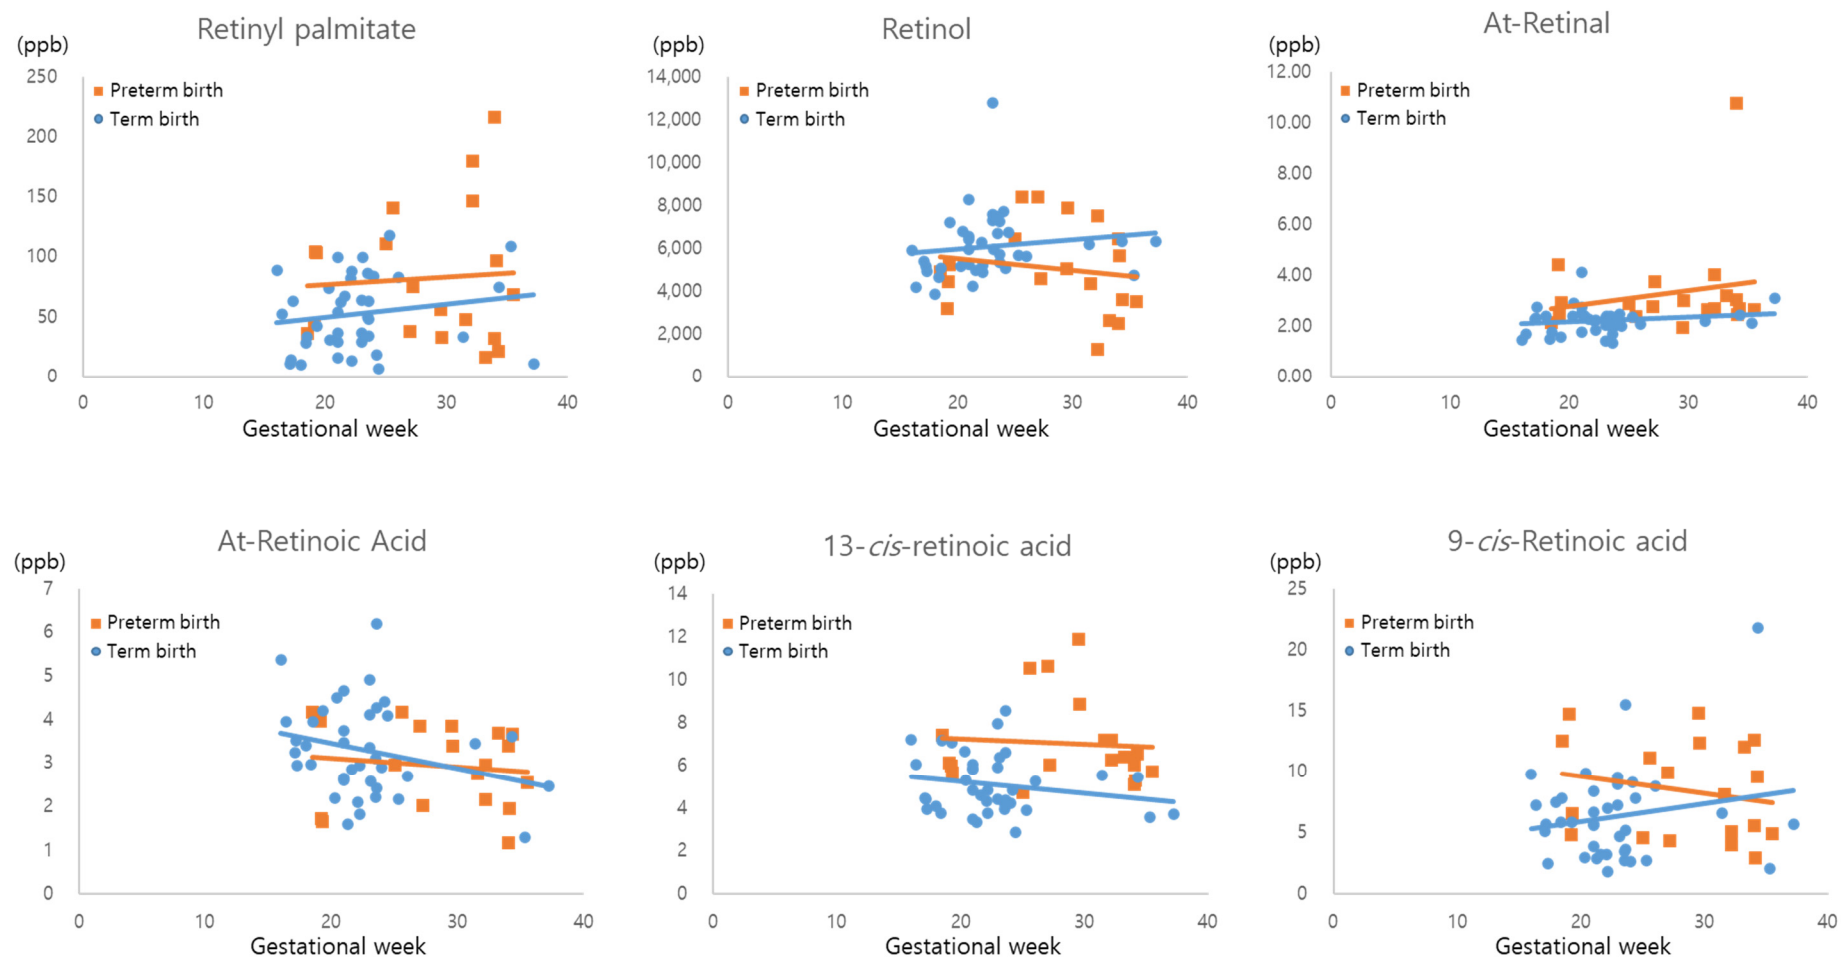 Retinyl palmitate
(ppb)
250
200
150
100
50
0
Preterm birth
Term birth
0 10 20 30 40
Gestational week
Retinol
(ppb)
14,000
12,000
10,000
8,000
6,000
4,000
2,000
0
Preterm birth
Term birth
0 10 20 30 40
Gestational week
At-Retinal
(ppb)
12.00
10.00
8.00
6.00
4.00
2.00
0.00
Preterm birth
Term birth
0 10 20 30 40
Gestational week
At-Retinoic Acid
(ppb)
7
6
5
4
3
2
1
0
Preterm birth
Term birth
0 10 20 30 40
Gestational week
13-cis-retinoic acid
(ppb)
14
12
10
8
6
4
2
0
Preterm birth
Term birth
0 10 20 30 40
Gestational week
9-cis-Retinoic acid
(ppb)
25
20
15
10
5
0
Preterm birth
Term birth
0 10 20 30 40
Gestational week